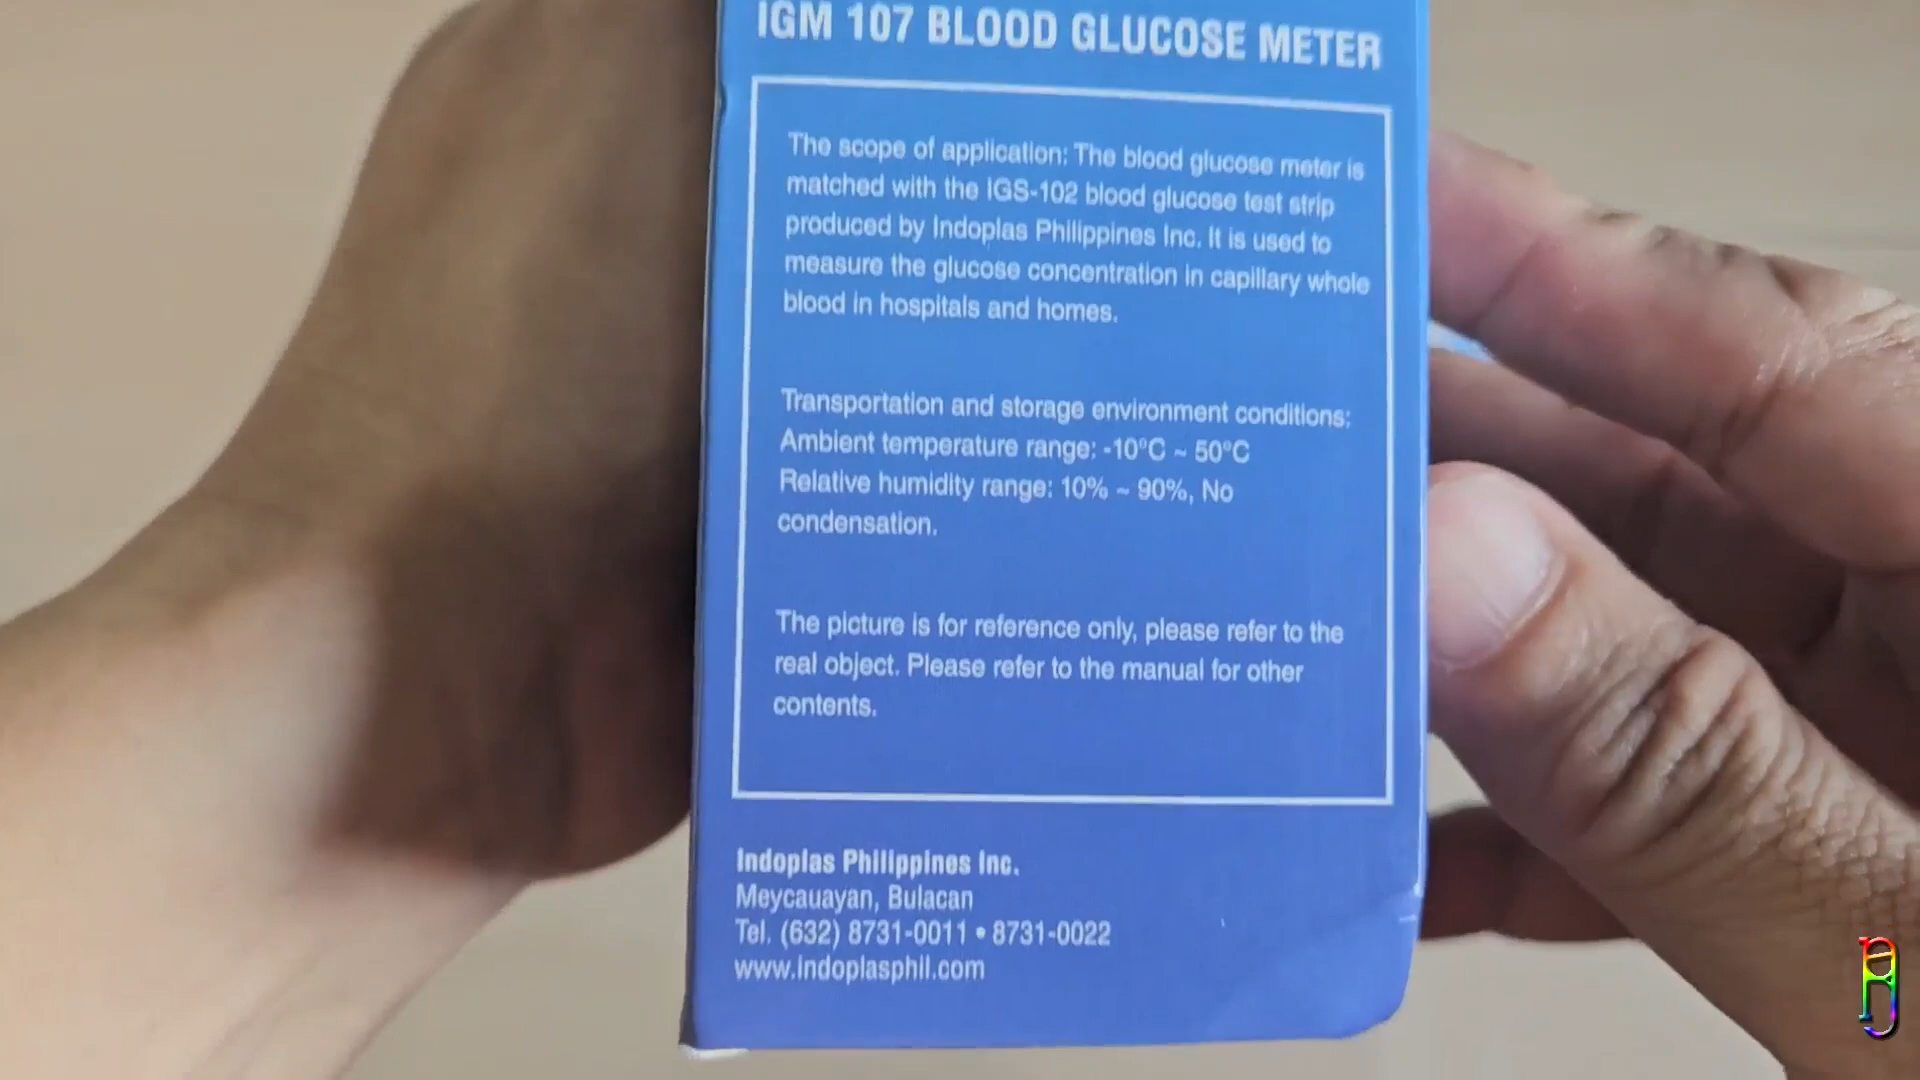 IGM 107 BLOOD GLUCOSE METER
The scope of application: The blood glucose meter is
matched with the IGS-102 blood glucose test strip
produced by Indoplas Philippines Inc. It is used to
measure the glucose concentration in capillary whole
blood in hospitals and homes.
Transportation and storage environment conditions:
Ambient temperature range: -10°C ~ 50°C
Relative humidity range: 10% ~ 90%, No
condensation.
The picture is for reference only, please refer to the
real object. Please refer to the manual for other
contents.
Indoplas Philippines Inc.
Meycauayan, Bulacan
Tel. (632) 8731-0011 • 8731-0022
www.indoplasphil.com